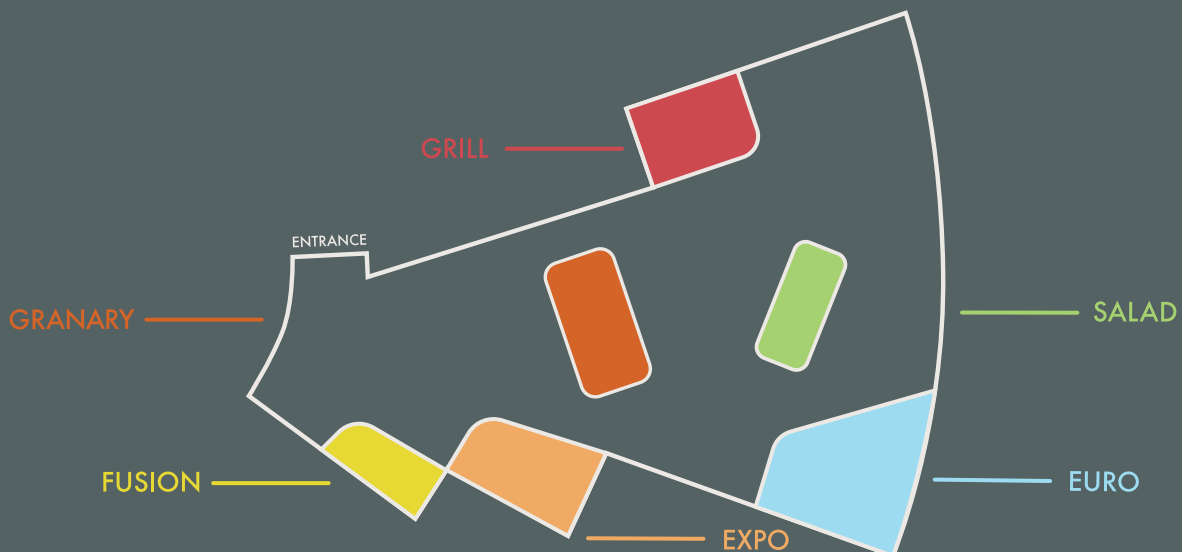 GRILL
ENTRANCE
GRANARY
SALAD
FUSION
EURO
EXPO